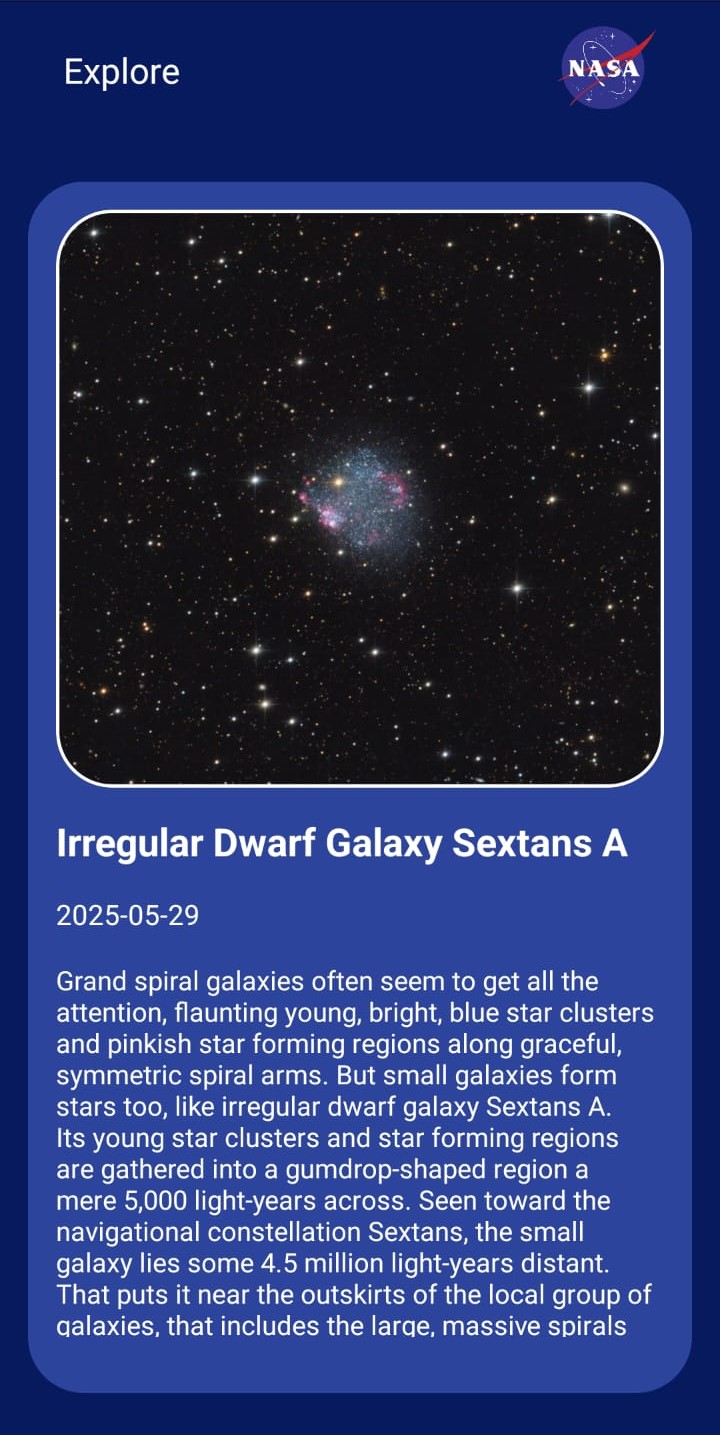 Explore
NASA
Irregular Dwarf Galaxy Sextans A
2025-05-29
Grand spiral galaxies often seem to get all the
attention, flaunting young, bright, blue star clusters
and pinkish star forming regions along graceful,
symmetric spiral arms. But small galaxies form
stars too, like irregular dwarf galaxy Sextans A.
Its young star clusters and star forming regions
are gathered into a gumdrop-shaped region a
mere 5,000 light-years across. Seen toward the
navigational constellation Sextans, the small
galaxy lies some 4.5 million light-years distant.
That puts it near the outskirts of the local group of
galaxies, that includes the large, massive spirals